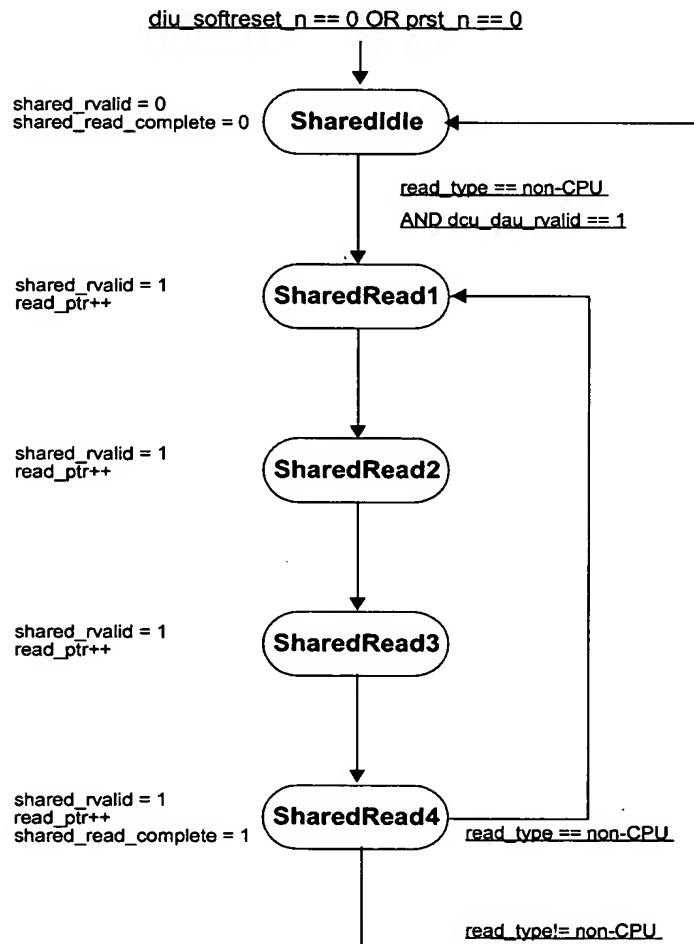 diu_softreset_n == 0 OR prst_n == 0
shared_rvalid = 0
shared_read_complete = 0
SharedIdle
read_type == non-CPU
AND dcu_dau_rvalid == 1
shared_rvalid = 1
read_ptr++
SharedRead1
shared_rvalid = 1
read_ptr++
SharedRead2
shared_rvalid = 1
read_ptr++
SharedRead3
shared_rvalid = 1
read_ptr++
shared_read_complete = 1
SharedRead4
read_type == non-CPU
read_type!= non-CPU